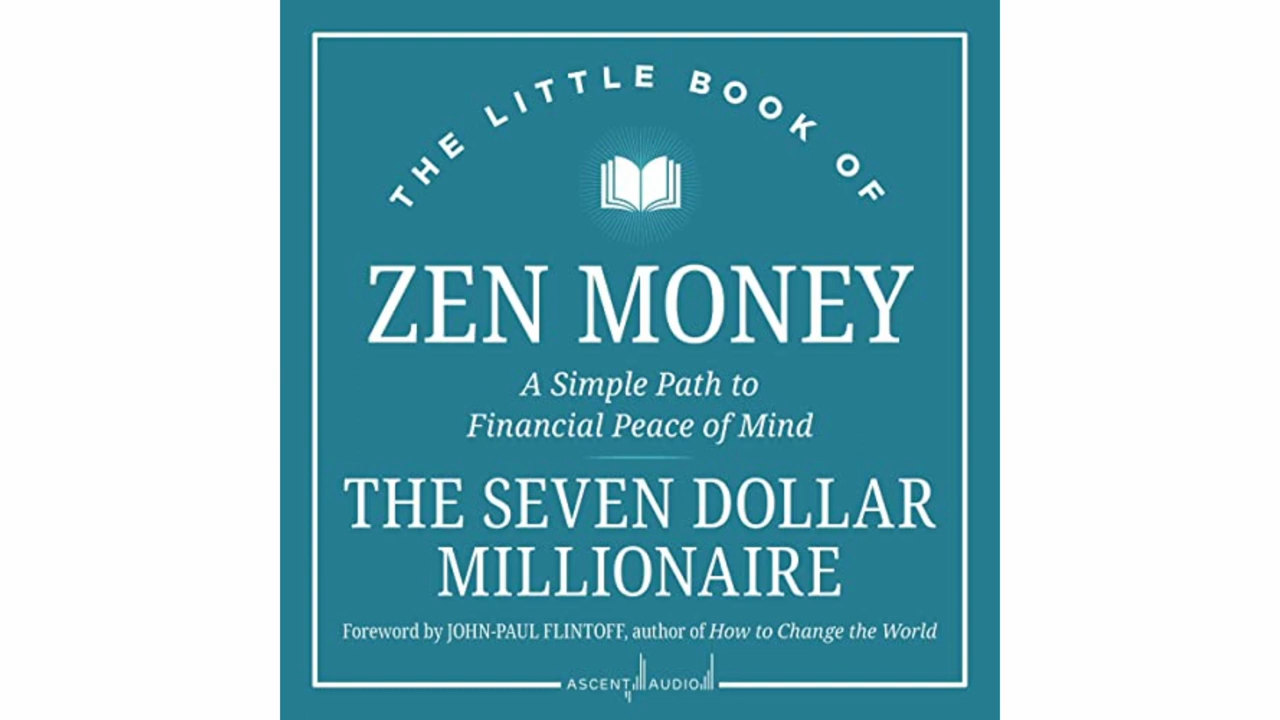 THE LITTLE BOOK OF
ZEN MONEY
A Simple Path to
Financial Peace of Mind
THE SEVEN DOLLAR
MILLIONAIRE
Foreword by JOHN-PAUL FLINTOFF, author of How to Change the World
ASCENT AUDIO